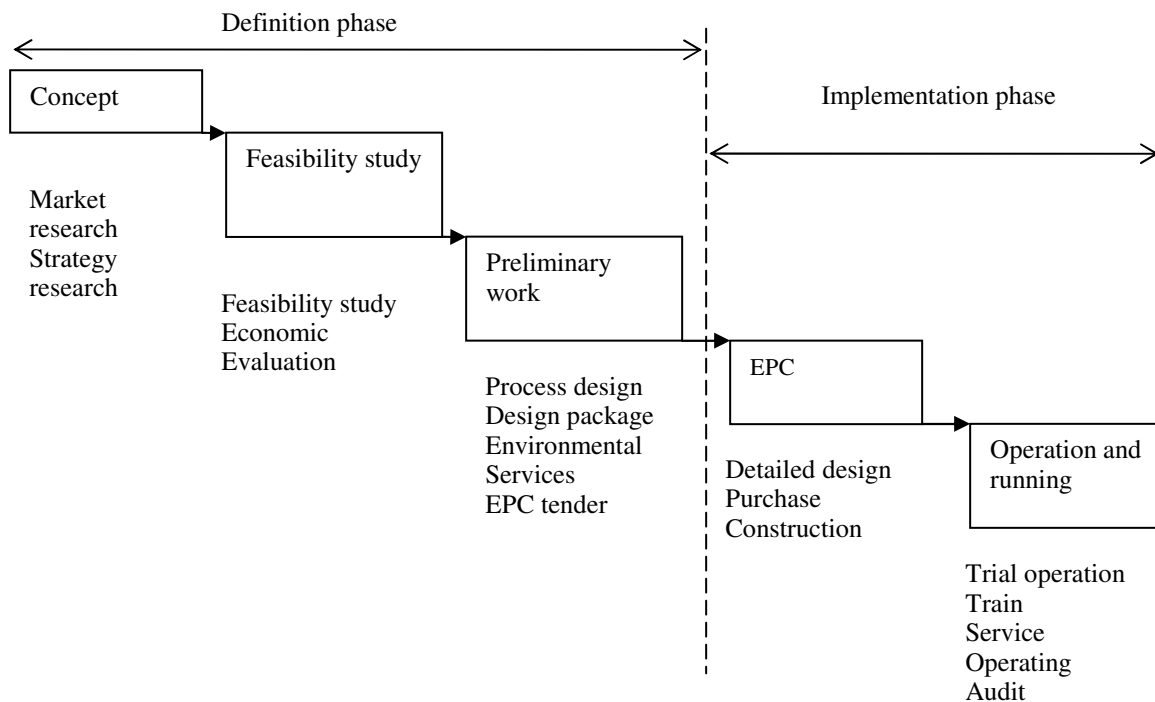 Definition phase
Implementation phase
Concept
Market
research
Strategy
research
Feasibility study
Feasibility study
Economic
Evaluation
Preliminary
work
Process design
Design package
Environmental
Services
EPC tender
EPC
Detailed design
Purchase
Construction
Operation and
running
Trial operation
Train
Service
Operating
Audit